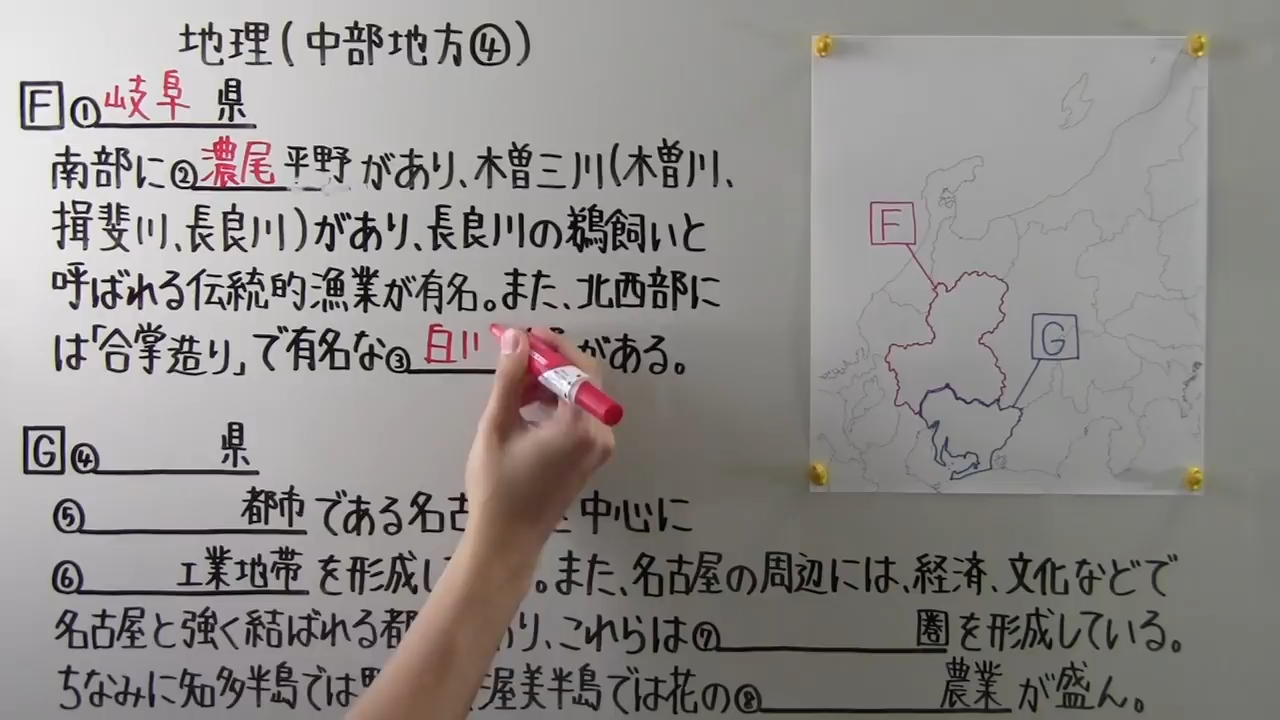 地理(中部地方④)
F ①岐阜 県
南部に②濃尾平野があり、木曽三川(木曽川、
揖斐川、長良川)があり、長良川の鵜飼いと
呼ばれる伝統的漁業が有名。また、北西部に
は「合掌造り」で有名な③白川 がある。
G ④ 県
⑤ 都市である名古 中心に
⑥ 工業地帯を形成し 。また、名古屋の周辺には、経済、文化などで
名古屋と強く結ばれる都 り、これらは⑦ 圏を形成している。
ちなみに知多半島では 渥美半島では花の⑧ 農業が盛ん。
F
G